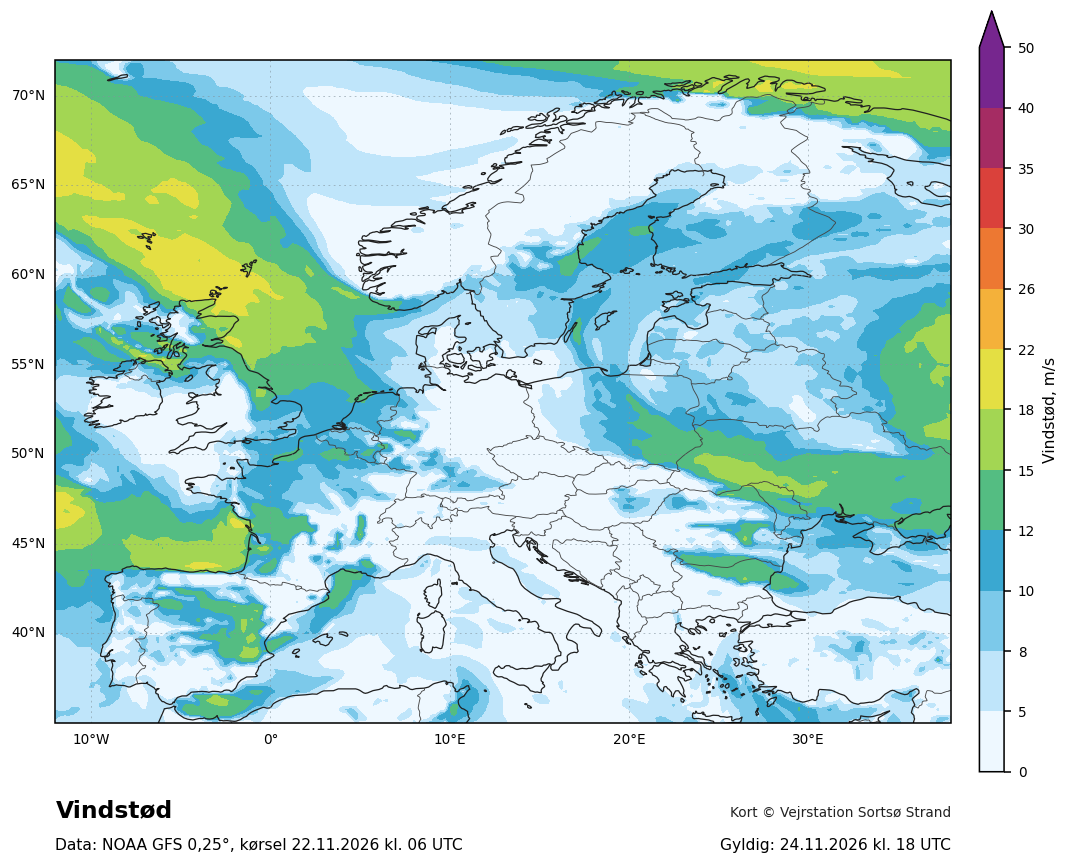 70°N
65°N
60°N
55°N
50°N
45°N
40°N
10°W
0°
10°E
20°E
30°E
50
40
35
30
26
22
18
15
12
10
8
5
0
Vindstød, m/s
Vindstød
Kort © Vejrstation Sortsø Strand
Data: NOAA GFS 0,25°, kørsel 22.11.2026 kl. 06 UTC
Gyldig: 24.11.2026 kl. 18 UTC